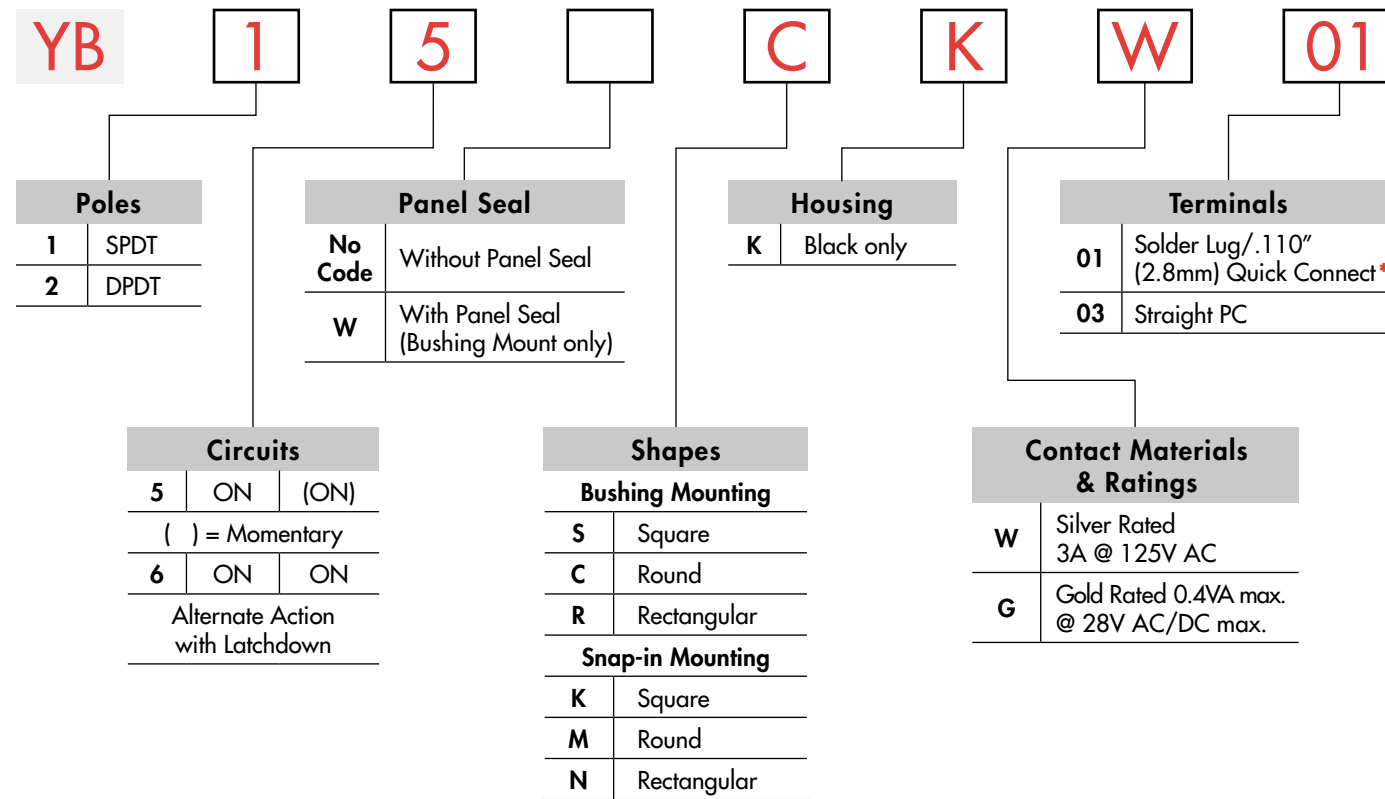 YB 1 5 C K W 01
Poles
1 SPDT
2 DPDT
Panel Seal
No Code Without Panel Seal
W With Panel Seal
(Bushing Mount only)
Housing
K Black only
Terminals
01 Solder Lug/.110″
(2.8mm) Quick Connect*
03 Straight PC
Circuits
5 ON (ON)
( ) = Momentary
6 ON ON
Alternate Action
with Latchdown
Shapes
Bushing Mounting
S Square
C Round
R Rectangular
Snap-in Mounting
K Square
M Round
N Rectangular
Contact Materials
& Ratings
W Silver Rated
3A @ 125V AC
G Gold Rated 0.4VA max.
@ 28V AC/DC max.